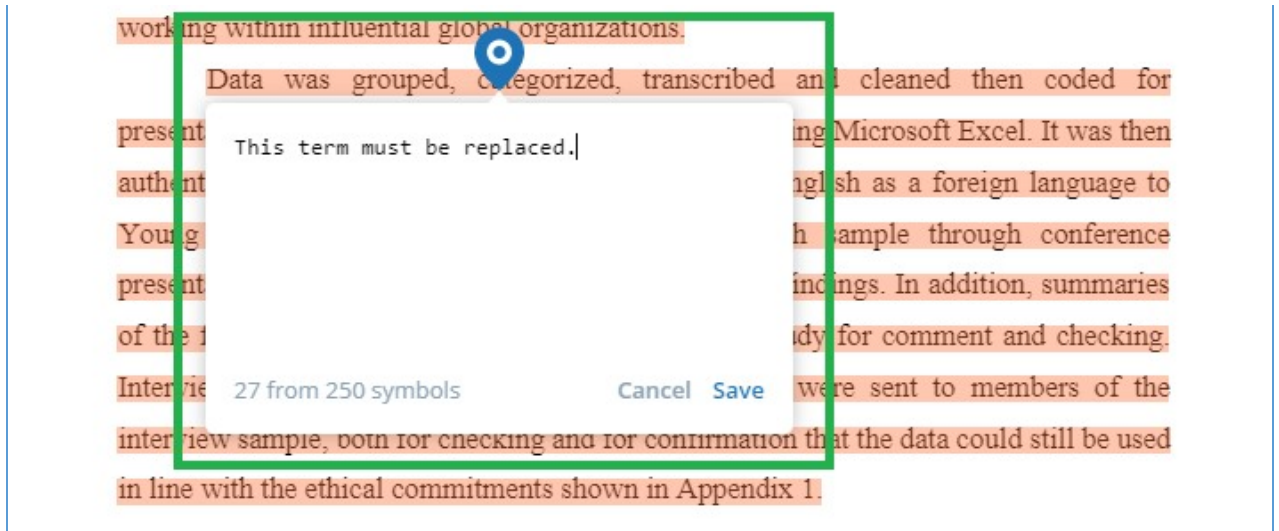 working within influential global organizations.
Data was grouped, categorized, transcribed and cleaned then coded for
present ing Microsoft Excel. It was then
This term must be replaced.
authent nglish as a foreign language to
Young h sample through conference
present indings. In addition, summaries
of the for comment and checking.
27 from 250 symbols Cancel Save
Intervie were sent to members of the
interview sample, both for checking and for confirmation that the data could still be used
in line with the ethical commitments shown in Appendix 1.